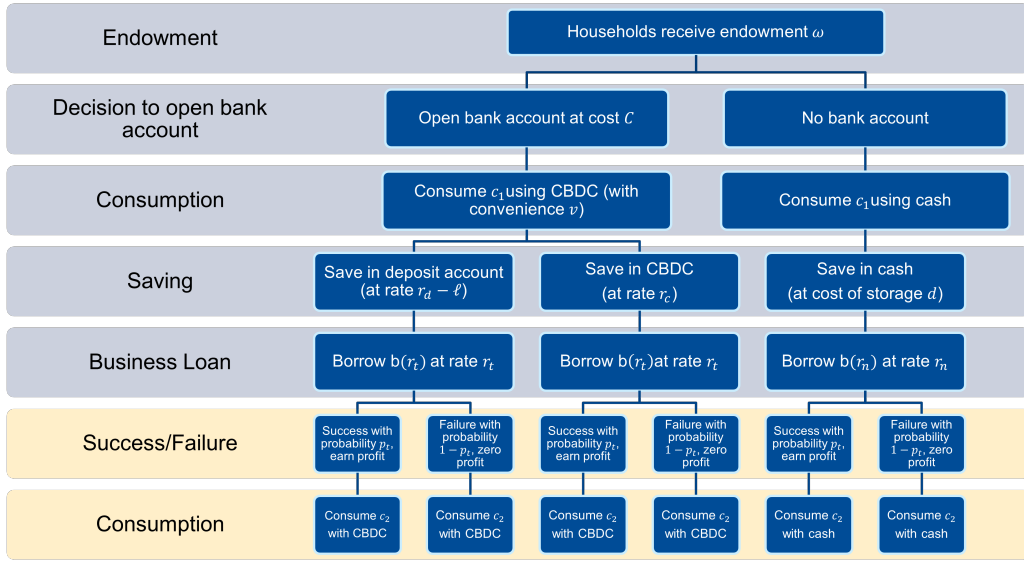 Endowment
Households receive endowment ω
Decision to open bank
account
Open bank account at cost C
No bank account
Consumption
Consume c₁using CBDC (with
convenience v)
Consume c₁using cash
Saving
Save in deposit account
(at rate r_d − ℓ)
Save in CBDC
(at rate r_c)
Save in cash
(at cost of storage d)
Business Loan
Borrow b(r_t) at rate r_t
Borrow b(r_t)at rate r_t
Borrow b(r_n) at rate r_n
Success/Failure
Success with
probability p_t,
earn profit
Failure with
probability
1 − p_t, zero
profit
Success with
probability p_t,
earn profit
Failure with
probability
1 − p_t, zero
profit
Success with
probability p_t,
earn profit
Failure with
probability
1 − p_t, zero
profit
Consumption
Consume c₂
with CBDC
Consume c₂
with CBDC
Consume c₂
with CBDC
Consume c₂
with CBDC
Consume c₂
with cash
Consume c₂
with cash